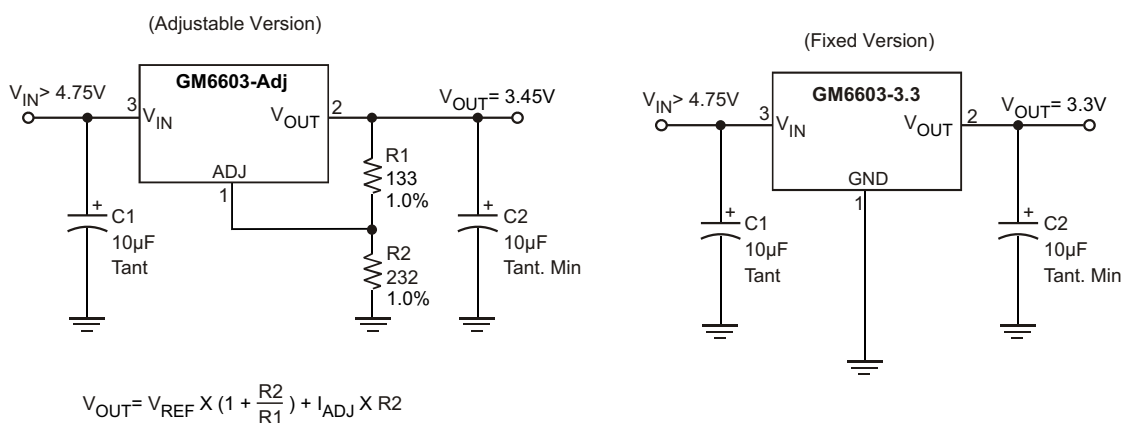 (Adjustable Version)
GM6603-Adj
VIN> 4.75V
3
VIN
VOUT
2
VOUT= 3.45V
ADJ
1
R1
133
1.0%
+
C1
10µF
Tant
R2
232
1.0%
+
C2
10µF
Tant. Min
VOUT= VREF X (1 + R2/R1) + IADJ X R2
(Fixed Version)
GM6603-3.3
VIN> 4.75V
3
VIN
VOUT
2
VOUT= 3.3V
GND
1
+
C1
10µF
Tant
+
C2
10µF
Tant. Min